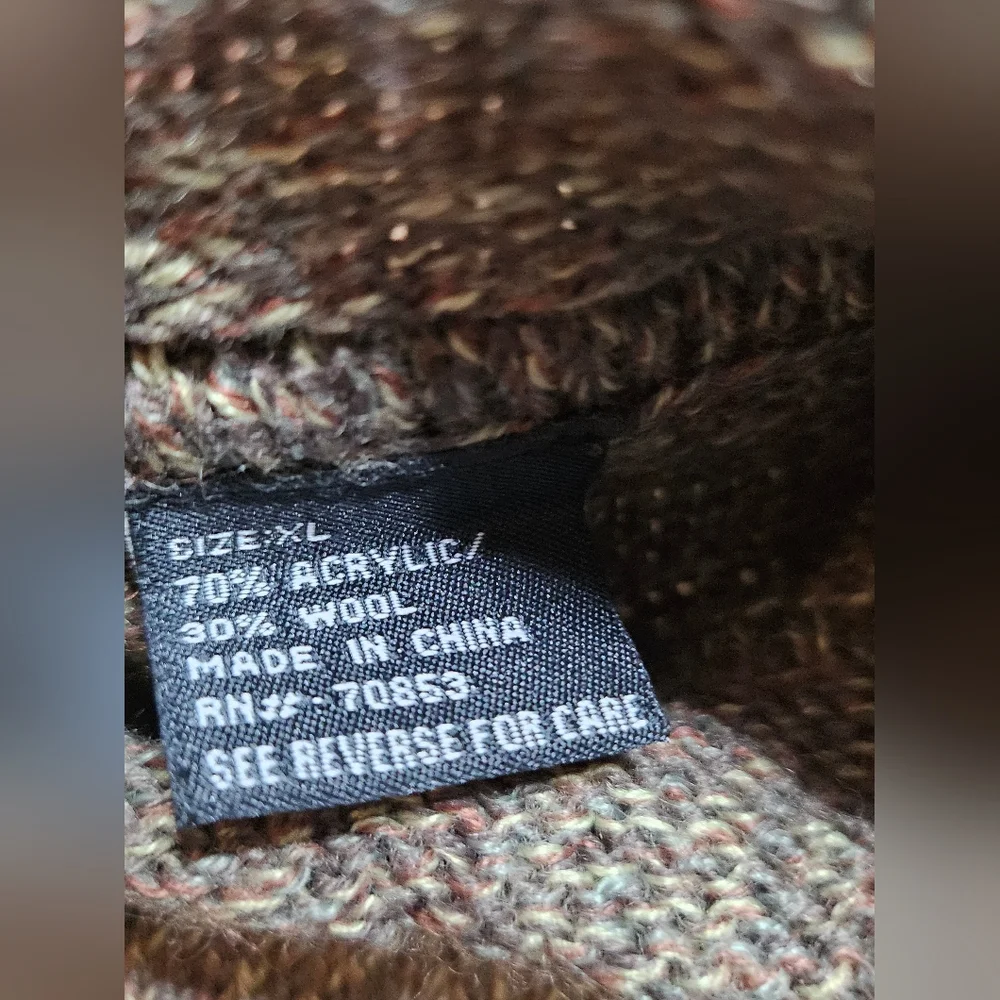 SIZE:XL
70% ACRYLIC/
30% WOOL
MADE IN CHINA
RN#:70853
SEE REVERSE FOR CARE